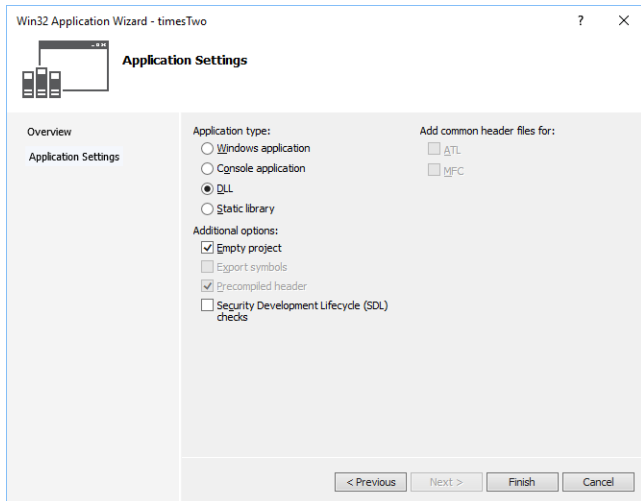 Win32 Application Wizard - timesTwo
Application Settings
Overview
Application Settings
Application type:
Windows application
Console application
DLL
Static library
Additional options:
Empty project
Export symbols
Precompiled header
Security Development Lifecycle (SDL)
checks
Add common header files for:
ATL
MFC
< Previous
Next >
Finish
Cancel